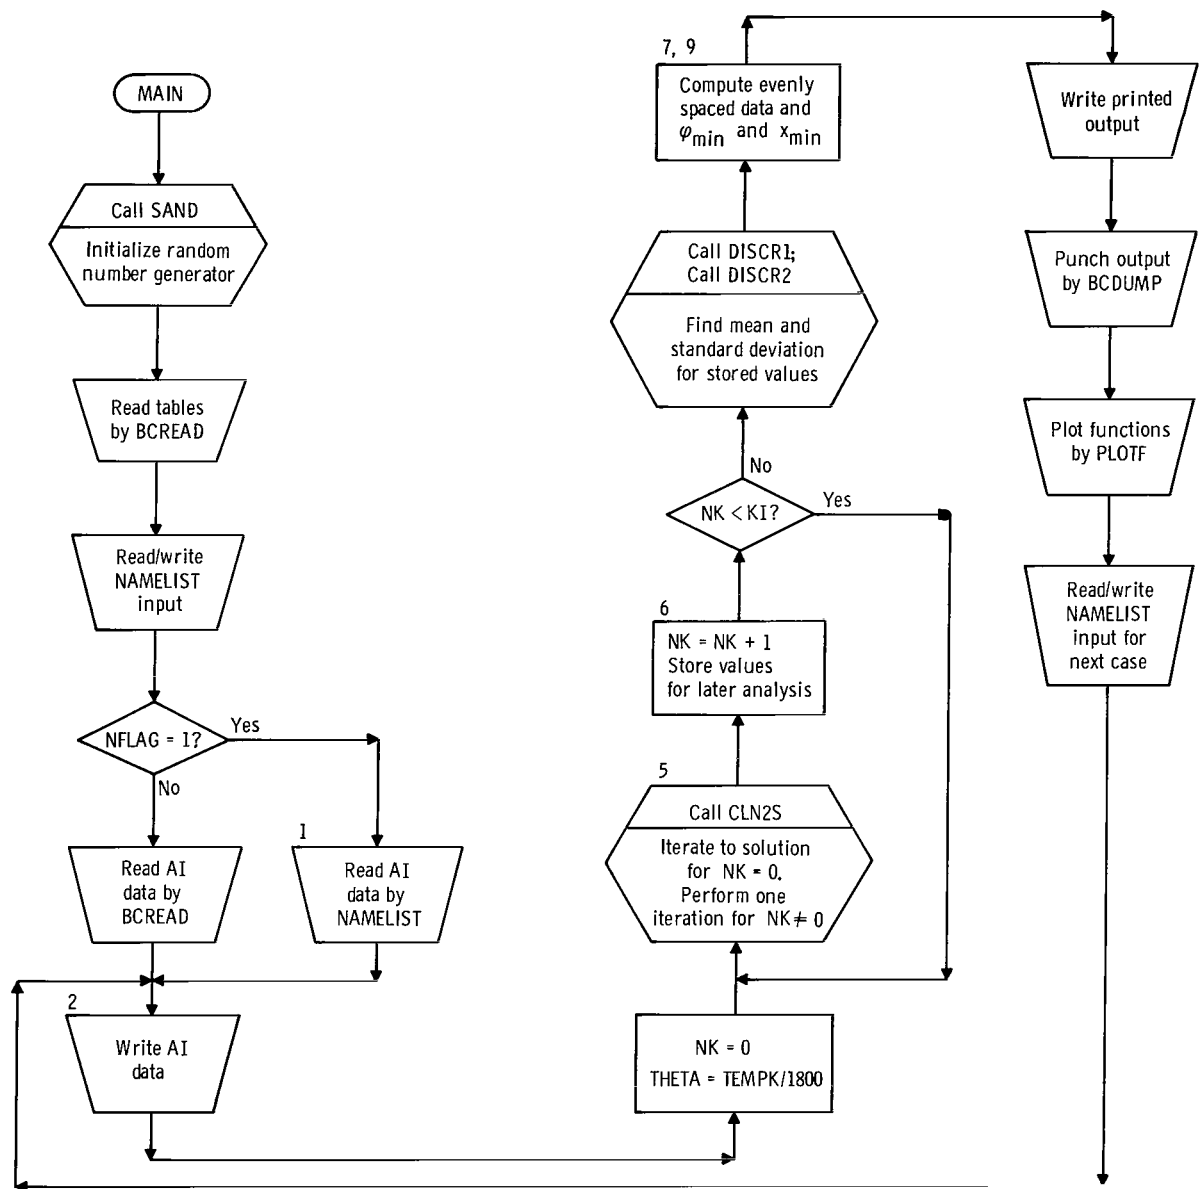 MAIN
Call SAND
Initialize random
number generator
Read tables
by BCREAD
Read/write
NAMELIST
input
NFLAG = 1?
Yes
No
Read AI
data by
BCREAD
1
Read AI
data by
NAMELIST
2
Write AI
data
NK = 0
THETA = TEMPK/1800
5
Call CLN2S
Iterate to solution
for NK = 0.
Perform one
iteration for NK ≠ 0
6
NK = NK + 1
Store values
for later analysis
NK < KI?
Yes
No
Call DISCR1;
Call DISCR2
Find mean and
standard deviation
for stored values
7, 9
Compute evenly
spaced data and
φmin and xmin
Write printed
output
Punch output
by BCDUMP
Plot functions
by PLOTF
Read/write
NAMELIST
input for
next case